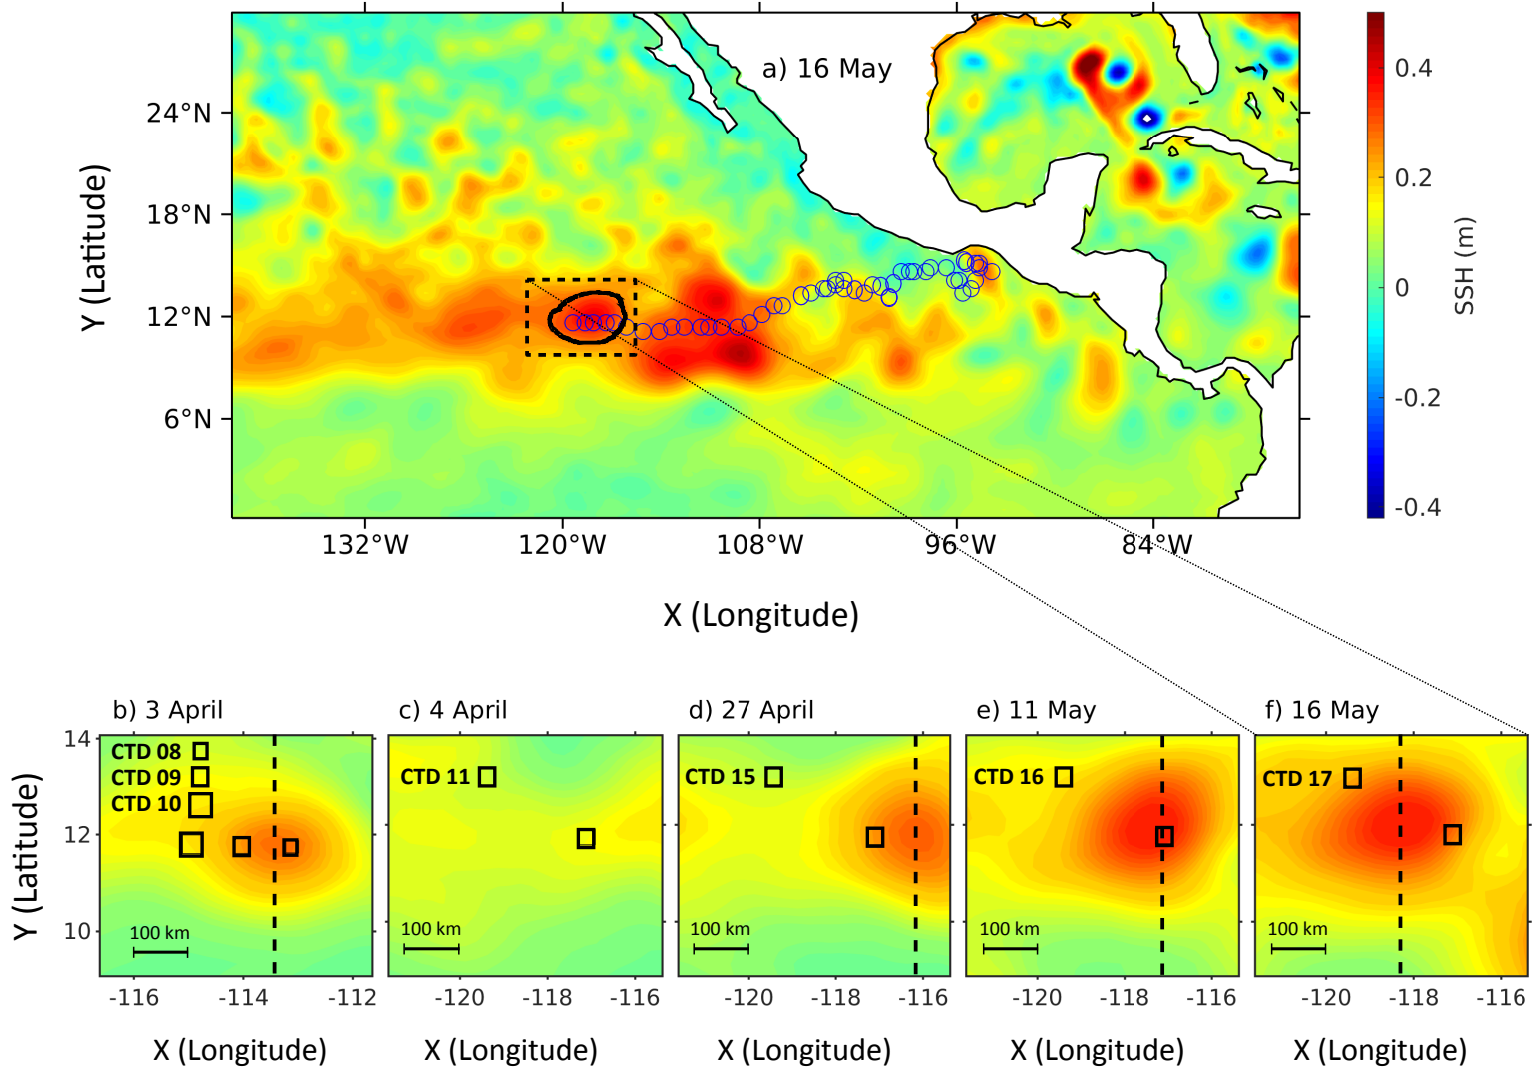 a) 16 May
24°N
18°N
12°N
6°N
Y (Latitude)
132°W 120°W 108°W 96°W 84°W
X (Longitude)
0.4
0.2
0
-0.2
-0.4
SSH (m)
b) 3 April
c) 4 April
d) 27 April
e) 11 May
f) 16 May
14
12
10
Y (Latitude)
CTD 08
CTD 09
CTD 10
100 km
-116 -114 -112
X (Longitude)
CTD 11
100 km
-120 -118 -116
X (Longitude)
CTD 15
100 km
-120 -118 -116
X (Longitude)
CTD 16
100 km
-120 -118 -116
X (Longitude)
CTD 17
100 km
-120 -118 -116
X (Longitude)